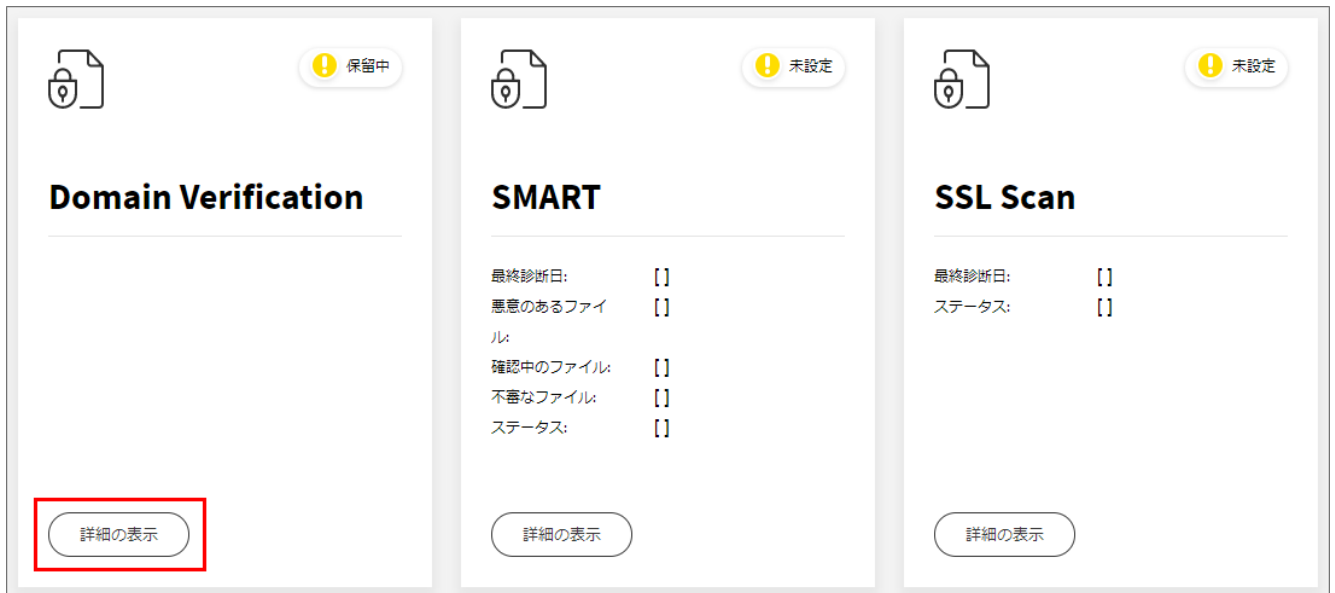 保留中
Domain Verification
詳細の表示
未設定
SMART
最終診断日: [ ]
悪意のあるファイ [ ]
ル:
確認中のファイル: [ ]
不審なファイル: [ ]
ステータス: [ ]
詳細の表示
未設定
SSL Scan
最終診断日: [ ]
ステータス: [ ]
詳細の表示